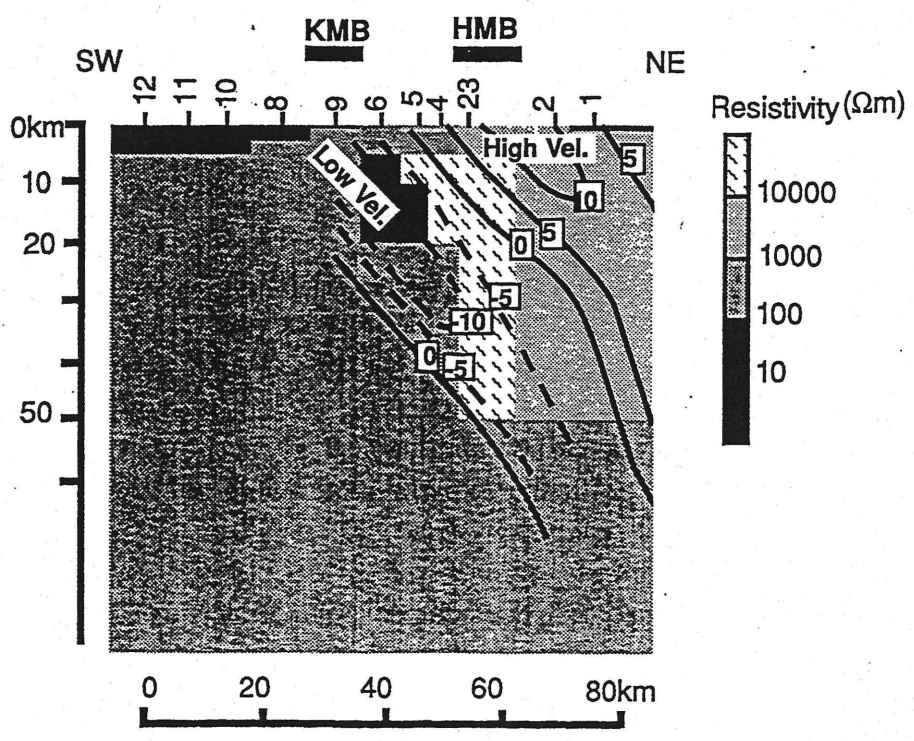 KMB HMB
SW NE
12 11 10 8 9 6 5 4 23 2 1
Resistivity (Ωm)
0km
High Vel.
5
Low Vel.
10
10
10000
5
0
20
1000
-5
-10
100
0
-5
10
50
0 20 40 60 80km